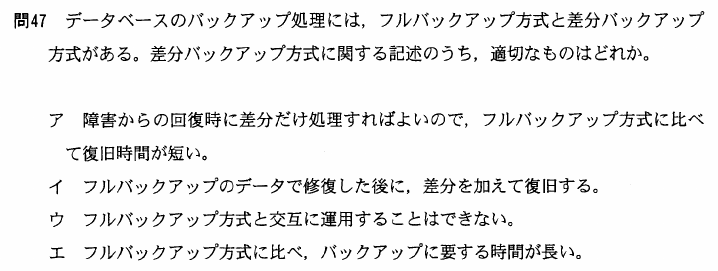 問47 データベースのバックアップ処理には，フルバックアップ方式と差分バックアップ
方式がある。差分バックアップ方式に関する記述のうち，適切なものはどれか。
ア 障害からの回復時に差分だけ処理すればよいので，フルバックアップ方式に比べ
て復旧時間が短い。
イ フルバックアップのデータで修復した後に，差分を加えて復旧する。
ウ フルバックアップ方式と交互に運用することはできない。
エ フルバックアップ方式に比べ，バックアップに要する時間が長い。